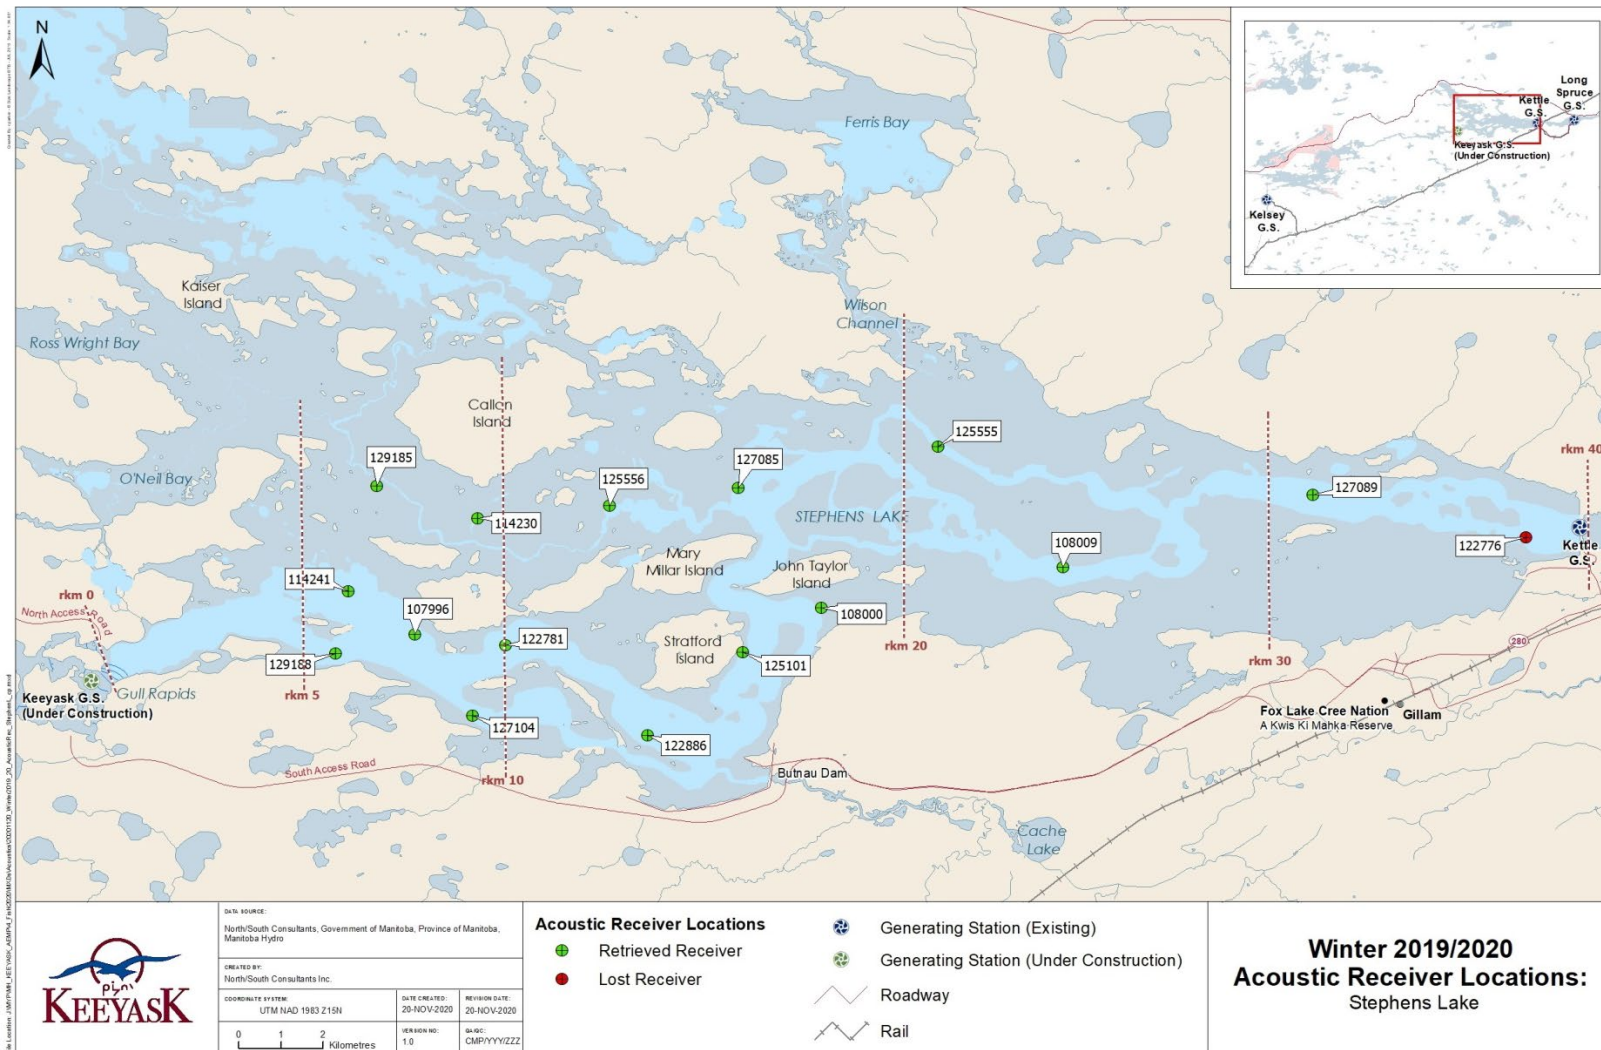 N
Ferris Bay
Long
Spruce
G.S.
Kettle
G.S.
Keeyask G.S.
(Under Construction)
Kelsey
G.S.
Kaiser
Island
Wilson
Channel
Ross Wright Bay
Callan
Island
125555
129185
127085
rkm 40
O'Neil Bay
125556
127089
114230
STEPHENS LAK
108009
122776
Kettle
G.S.
Mary
Millar Island
John Taylor
Island
114241
rkm 0
North Access Road
107996
108000
122781
Stratford
Island
rkm 20
280
129188
125101
rkm 30
Keeyask G.S.
(Under Construction)
Gull Rapids
rkm 5
127104
122886
Fox Lake Cree Nation
A Kwis Ki Mahka Reserve
Gillam
South Access Road
rkm 10
Butnau Dam
Cache
Lake
KEEYASK
DATA SOURCE:
North/South Consultants, Government of Manitoba, Province of Manitoba,
Manitoba Hydro
CREATED BY:
North/South Consultants Inc.
COORDINATE SYSTEM:
UTM NAD 1983 Z15N
DATE CREATED:
20-NOV-2020
REVISION DATE:
20-NOV-2020
0 1 2 Kilometres
VERSION NO:
1.0
QA/QC:
CMP/YYY/ZZZ
Acoustic Receiver Locations
Retrieved Receiver
Lost Receiver
Generating Station (Existing)
Generating Station (Under Construction)
Roadway
Rail
Winter 2019/2020
Acoustic Receiver Locations:
Stephens Lake